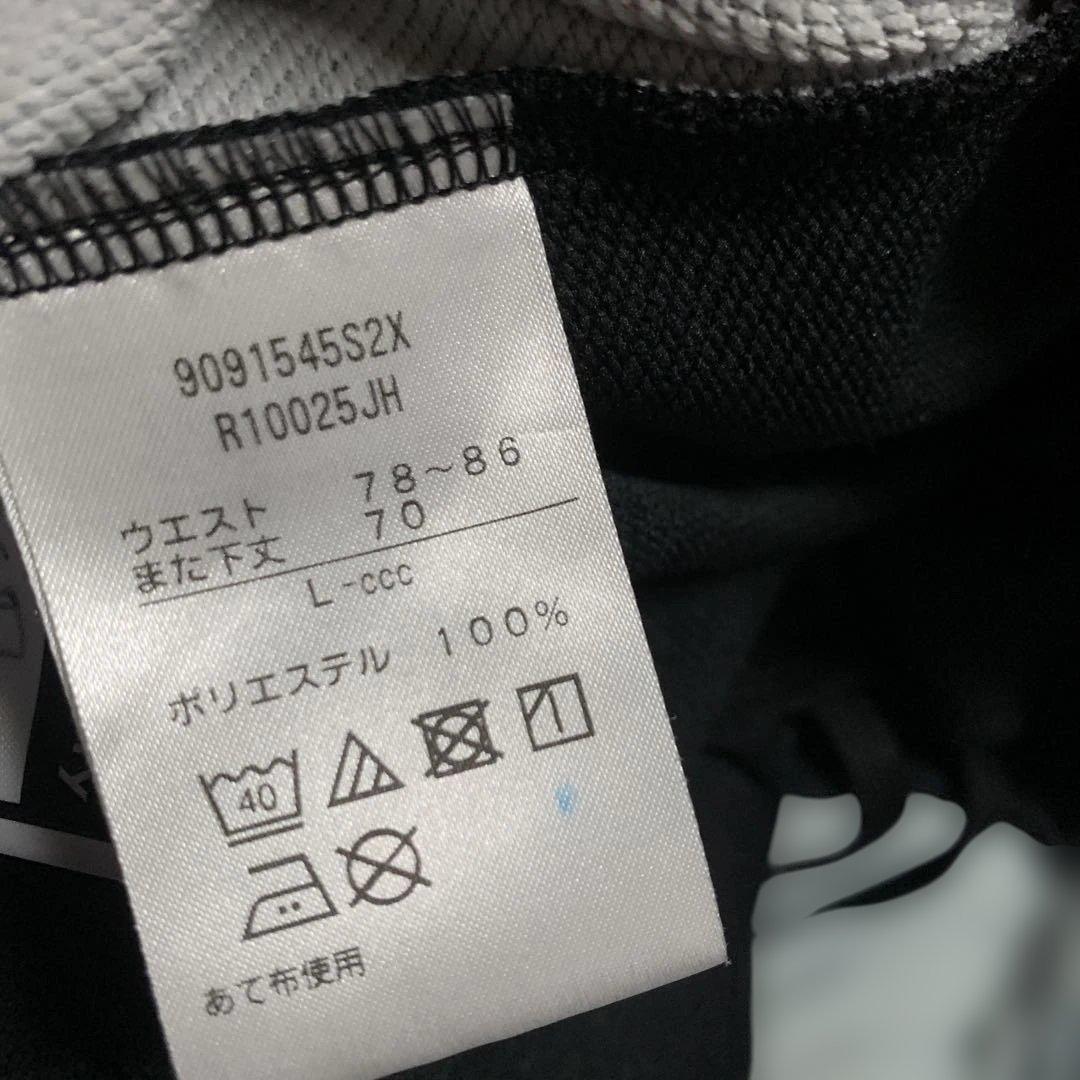 9091545S2X
R10025JH
ウエスト 78～86
また下丈 70
L-ccc
ポリエステル 100%
40
あて布使用